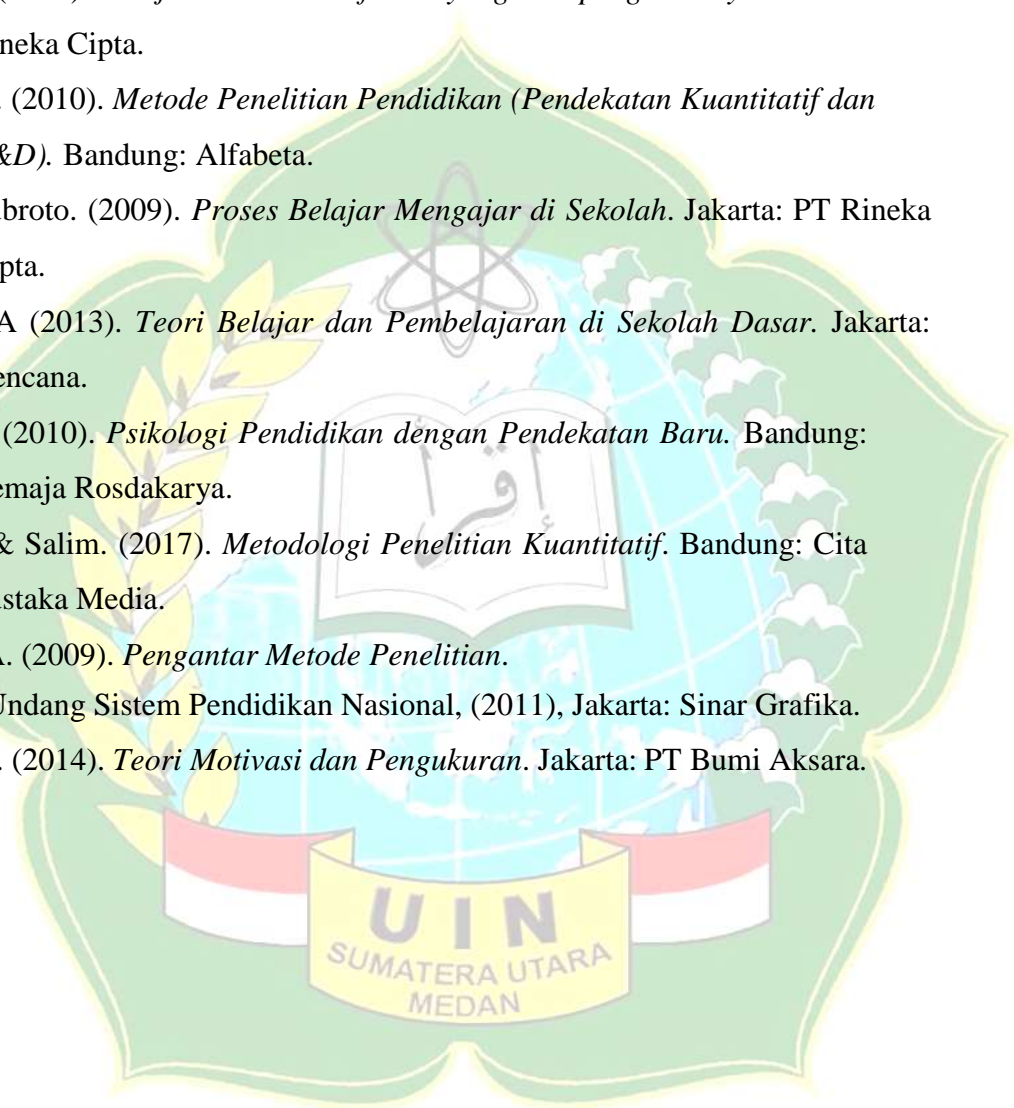 neka Cipta.
. (2010). Metode Penelitian Pendidikan (Pendekatan Kuantitatif dan
&D). Bandung: Alfabeta.
broto. (2009). Proses Belajar Mengajar di Sekolah. Jakarta: PT Rineka
pta.
A (2013). Teori Belajar dan Pembelajaran di Sekolah Dasar. Jakarta:
encana.
(2010). Psikologi Pendidikan dengan Pendekatan Baru. Bandung:
emaja Rosdakarya.
& Salim. (2017). Metodologi Penelitian Kuantitatif. Bandung: Cita
ustaka Media.
A. (2009). Pengantar Metode Penelitian.
Undang Sistem Pendidikan Nasional, (2011), Jakarta: Sinar Grafika.
. (2014). Teori Motivasi dan Pengukuran. Jakarta: PT Bumi Aksara.
إقرأ
UIN
SUMATERA UTARA
MEDAN